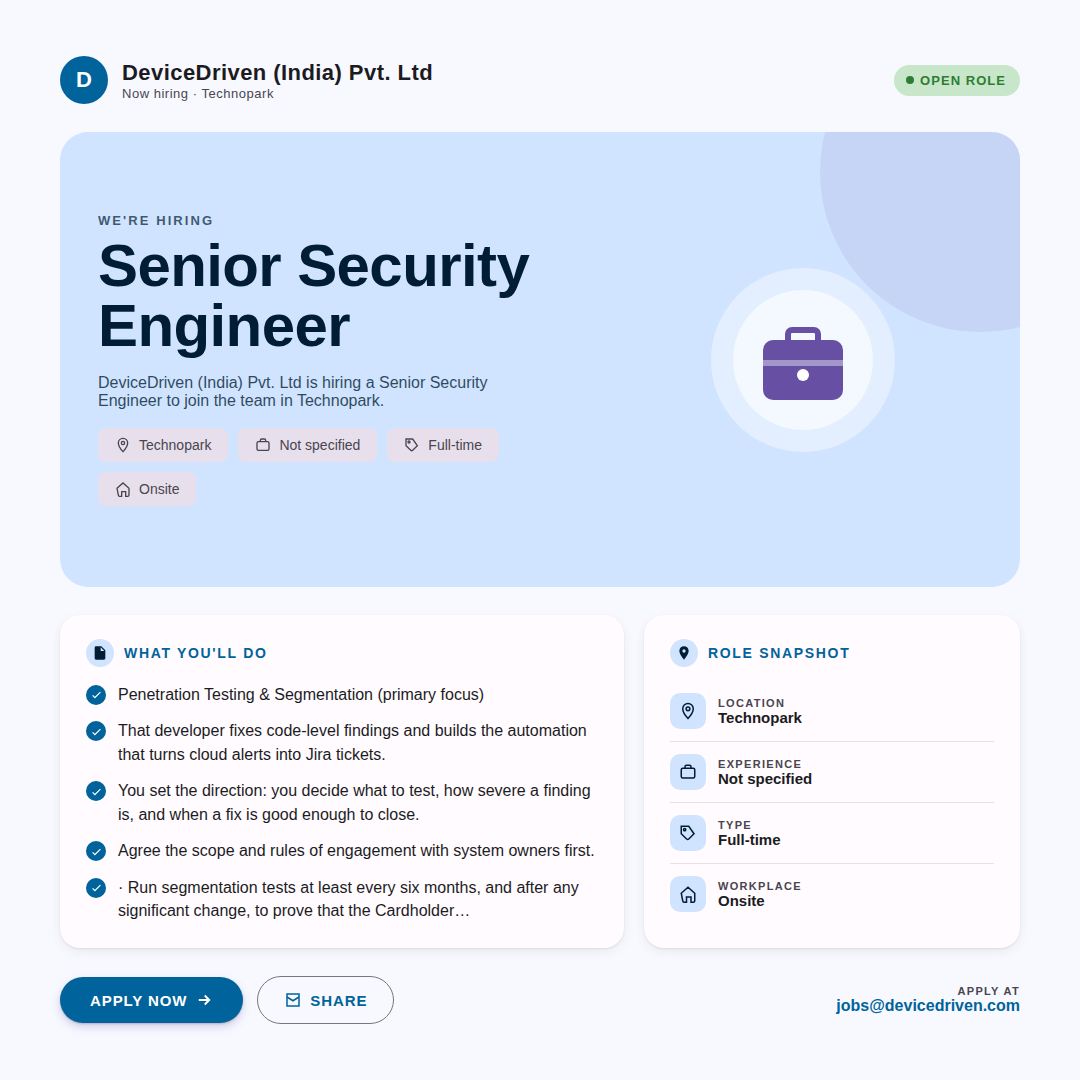 D
DeviceDriven (India) Pvt. Ltd
Now hiring · Technopark
OPEN ROLE
WE'RE HIRING
Senior Security
Engineer
DeviceDriven (India) Pvt. Ltd is hiring a Senior Security
Engineer to join the team in Technopark.
Technopark
Not specified
Full-time
Onsite
WHAT YOU'LL DO
Penetration Testing & Segmentation (primary focus)
That developer fixes code-level findings and builds the automation
that turns cloud alerts into Jira tickets.
You set the direction: you decide what to test, how severe a finding
is, and when a fix is good enough to close.
Agree the scope and rules of engagement with system owners first.
· Run segmentation tests at least every six months, and after any
significant change, to prove that the Cardholder…
ROLE SNAPSHOT
LOCATION
Technopark
EXPERIENCE
Not specified
TYPE
Full-time
WORKPLACE
Onsite
APPLY NOW
SHARE
APPLY AT
jobs@devicedriven.com